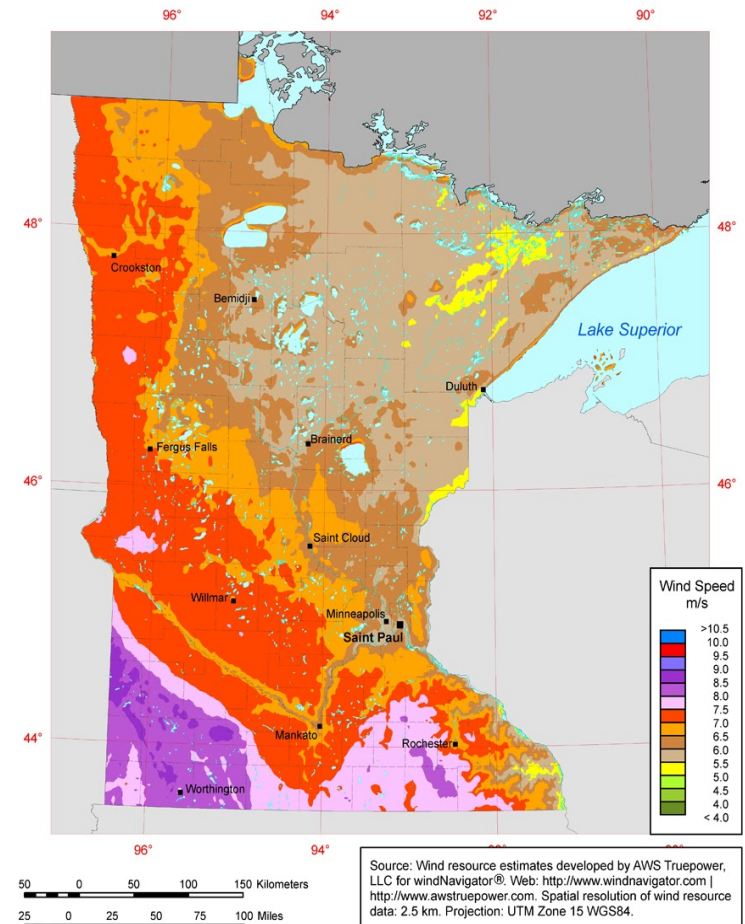 96°
94°
92°
90°
48°
48°
Crookston
Bemidji
Lake Superior
Duluth
Fergus Falls
Brainerd
46°
46°
Saint Cloud
Willmar
Minneapolis
Saint Paul
Wind Speed
m/s
>10.5
10.0
9.5
9.0
8.5
8.0
7.5
7.0
6.5
6.0
5.5
5.0
4.5
4.0
< 4.0
44°
Mankato
Rochester
Worthington
96°
94°
50 0 50 100 150 Kilometers
25 0 25 50 75 100 Miles
Source: Wind resource estimates developed by AWS Truepower,
LLC for windNavigator®. Web: http://www.windnavigator.com |
http://www.awstruepower.com. Spatial resolution of wind resource
data: 2.5 km. Projection: UTM Zone 15 WGS84.